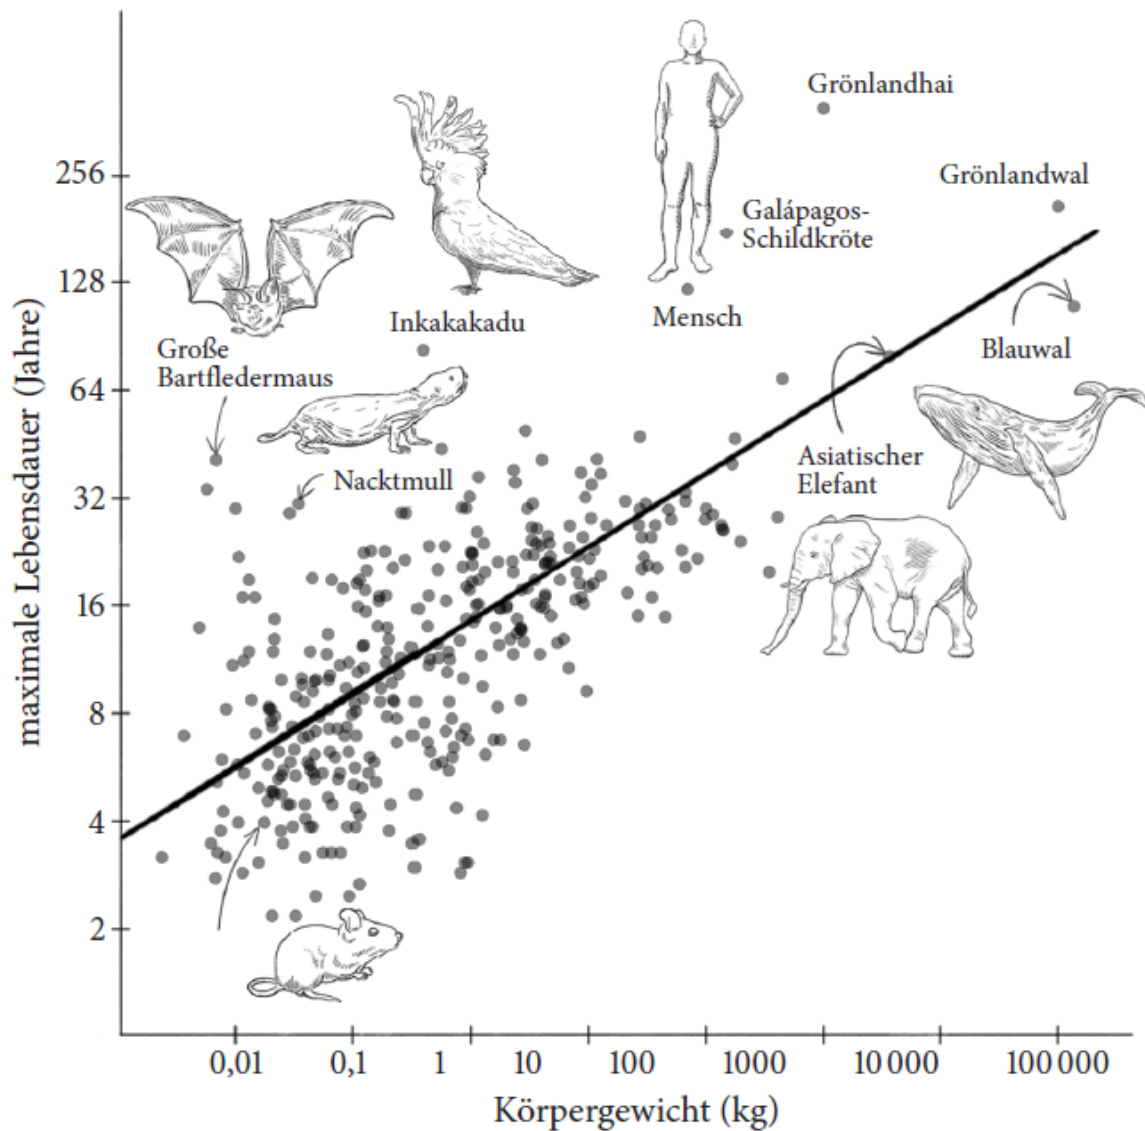 Grönlandhai
256
Grönlandwal
Galápagos-
Schildkröte
128
Mensch
Inkakakadu
Große
Bartfledermaus
Blauwal
64
Asiatischer
Elefant
Nacktmull
32
16
8
4
2
maximale Lebensdauer (Jahre)
0,01 0,1 1 10 100 1000 10 000 100 000
Körpergewicht (kg)